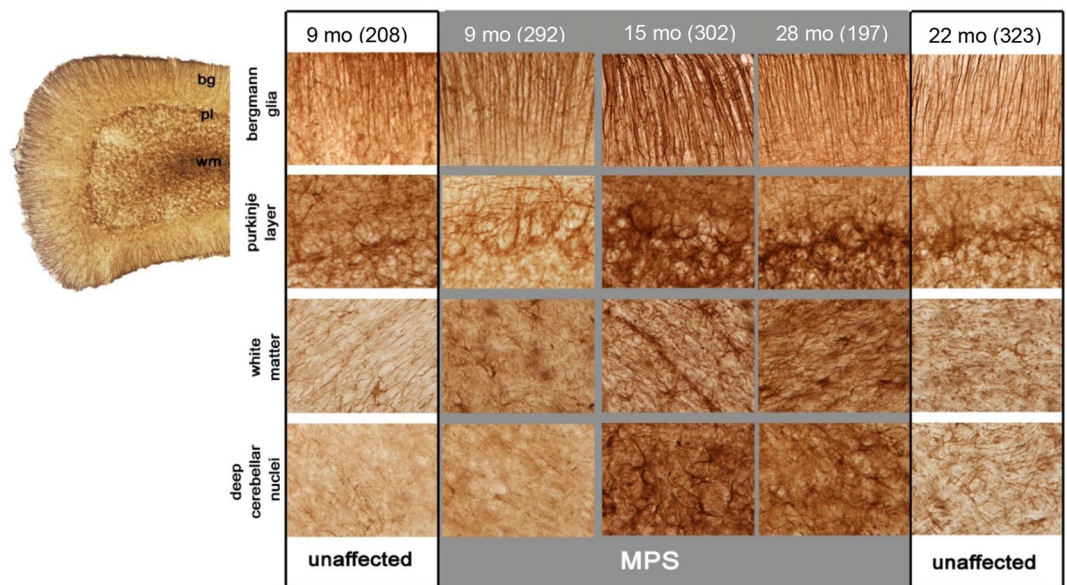 9 mo (208) 9 mo (292) 15 mo (302) 28 mo (197) 22 mo (323)
bg
pl
wm
bergmann
glia
purkinje
layer
white
matter
deep
cerebellar
nuclei
unaffected MPS unaffected